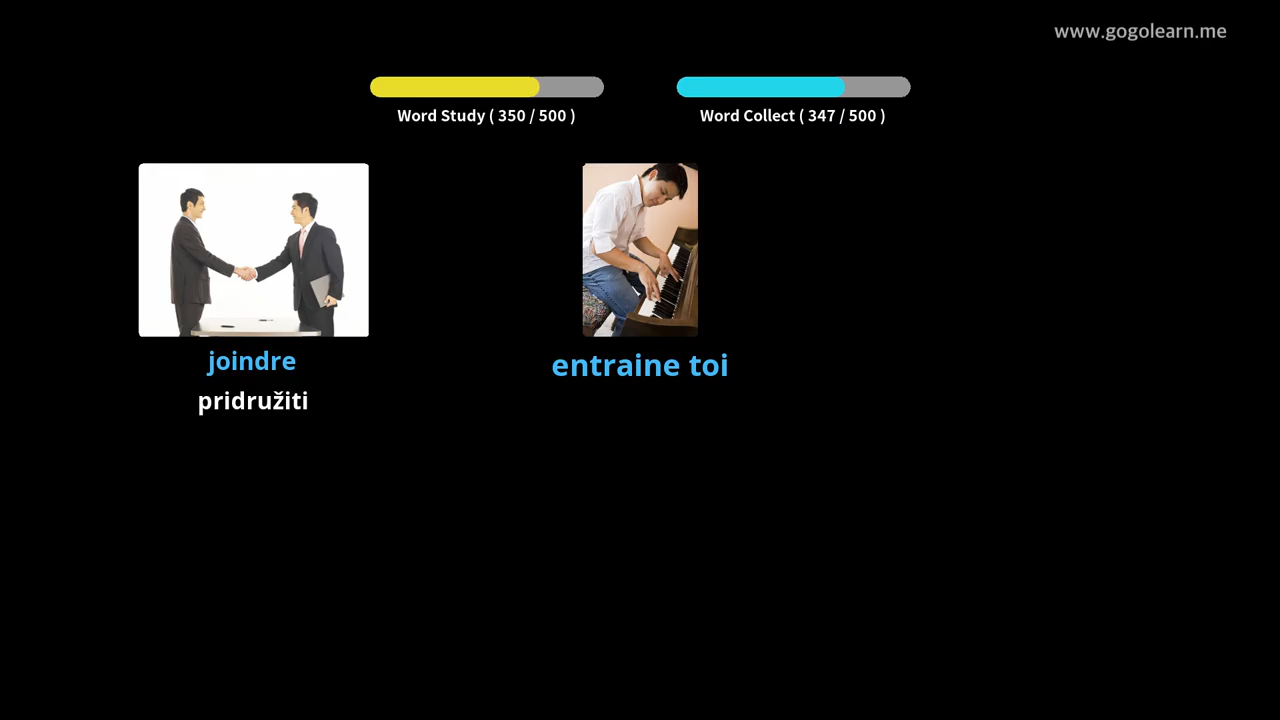 www.gogolearn.me
Word Study ( 350 / 500 )
Word Collect ( 347 / 500 )
joindre
pridružiti
entraine toi